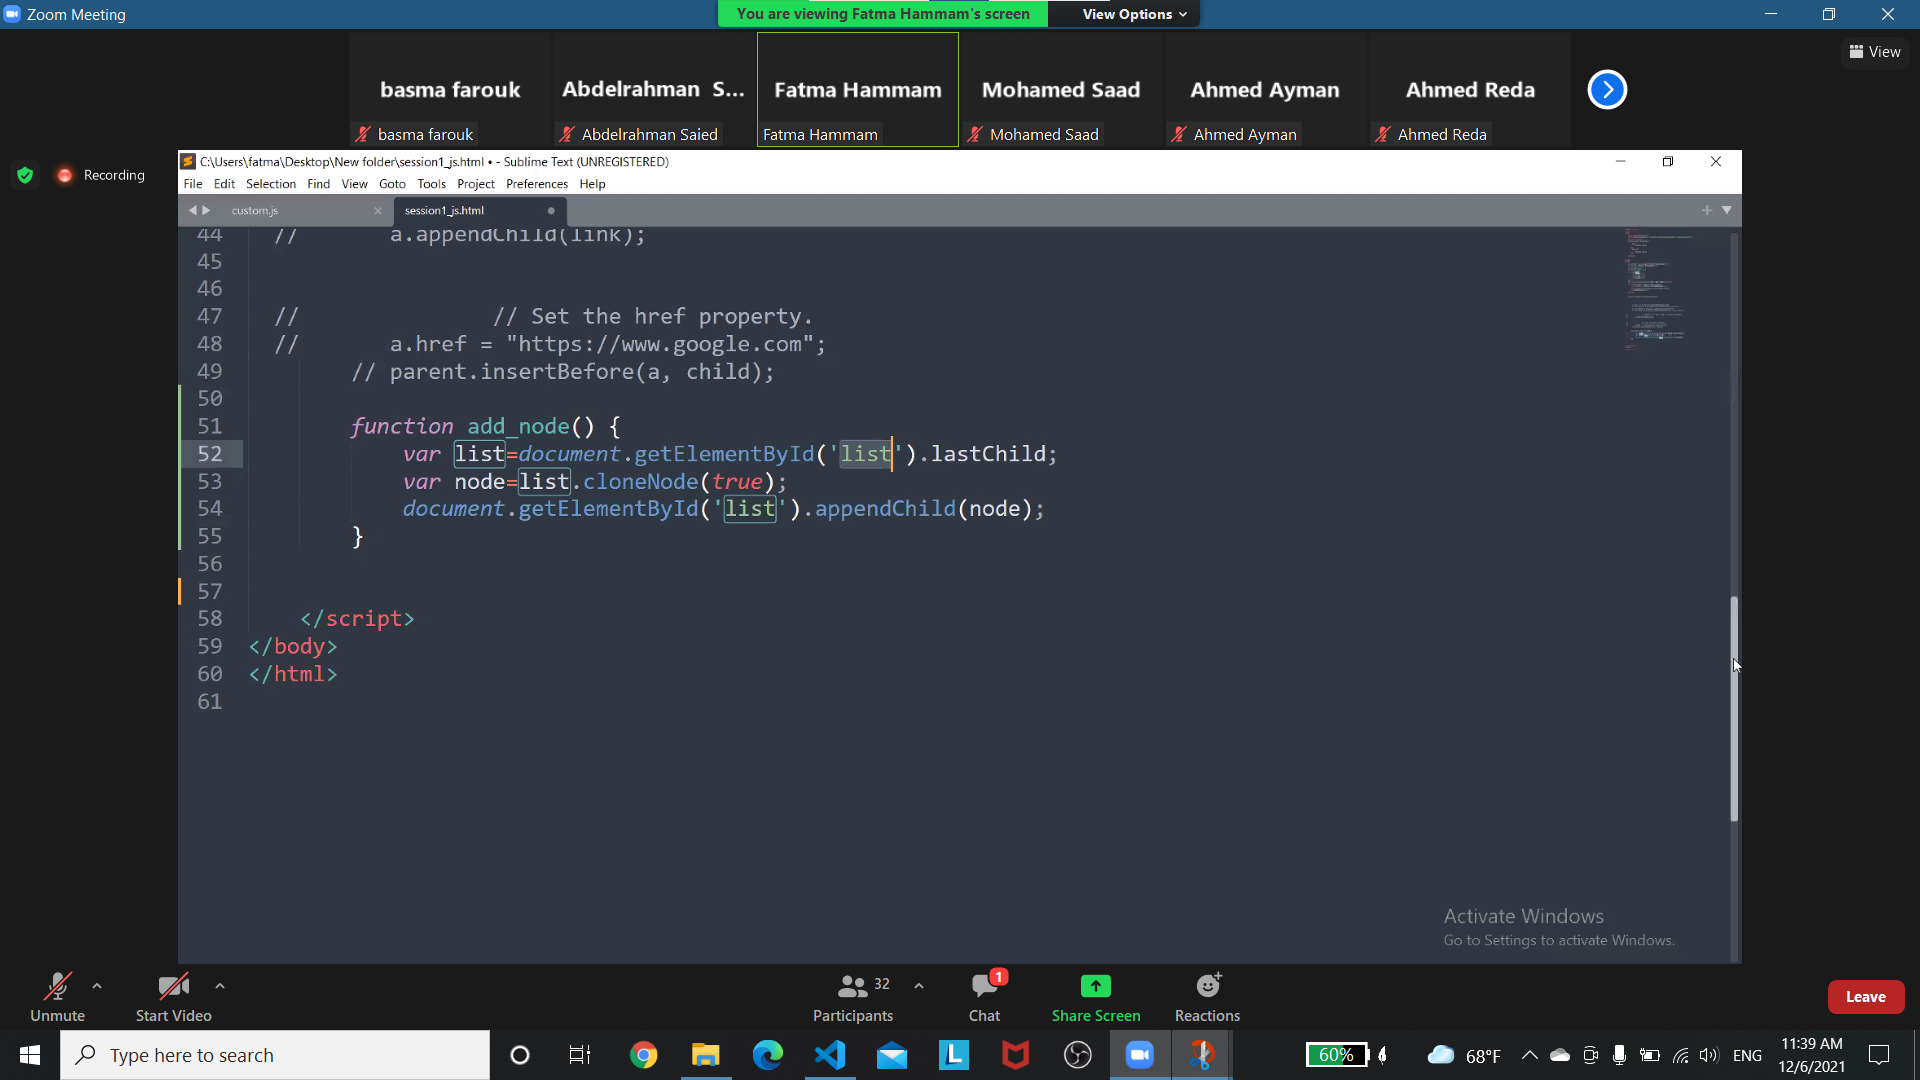 Zoom Meeting
You are viewing Fatma Hammam's screen
View Options
View
basma farouk
Abdelrahman S...
Fatma Hammam
Mohamed Saad
Ahmed Ayman
Ahmed Reda
basma farouk
Abdelrahman Saied
Fatma Hammam
Mohamed Saad
Ahmed Ayman
Ahmed Reda
Recording
C:\Users\fatma\Desktop\New folder\session1_js.html • - Sublime Text (UNREGISTERED)
File Edit Selection Find View Goto Tools Project Preferences Help
custom.js
session1_js.html
44 // a.appendChild(link);
45
46
47 // // Set the href property.
48 // a.href = "https://www.google.com";
49 // parent.insertBefore(a, child);
50
51 function add_node() {
52 var list=document.getElementById('list').lastChild;
53 var node=list.cloneNode(true);
54 document.getElementById('list').appendChild(node);
55 }
56
57
58 </script>
59 </body>
60 </html>
61
Activate Windows
Go to Settings to activate Windows.
Unmute
Start Video
32
Participants
1
Chat
Share Screen
Reactions
Leave
Type here to search
L
60%
68°F
ENG
11:39 AM
12/6/2021